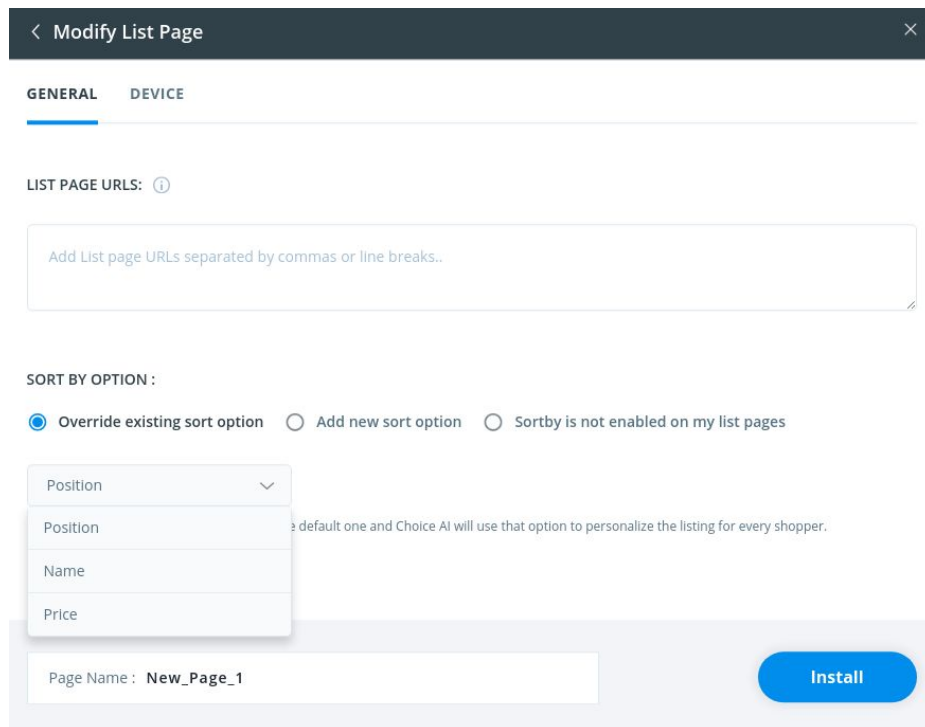 Modify List Page
GENERAL DEVICE
LIST PAGE URLS:
Add List page URLs separated by commas or line breaks..
SORT BY OPTION :
Override existing sort option Add new sort option Sortby is not enabled on my list pages
Position
Position
default one and Choice AI will use that option to personalize the listing for every shopper.
Name
Price
Page Name : New_Page_1
Install